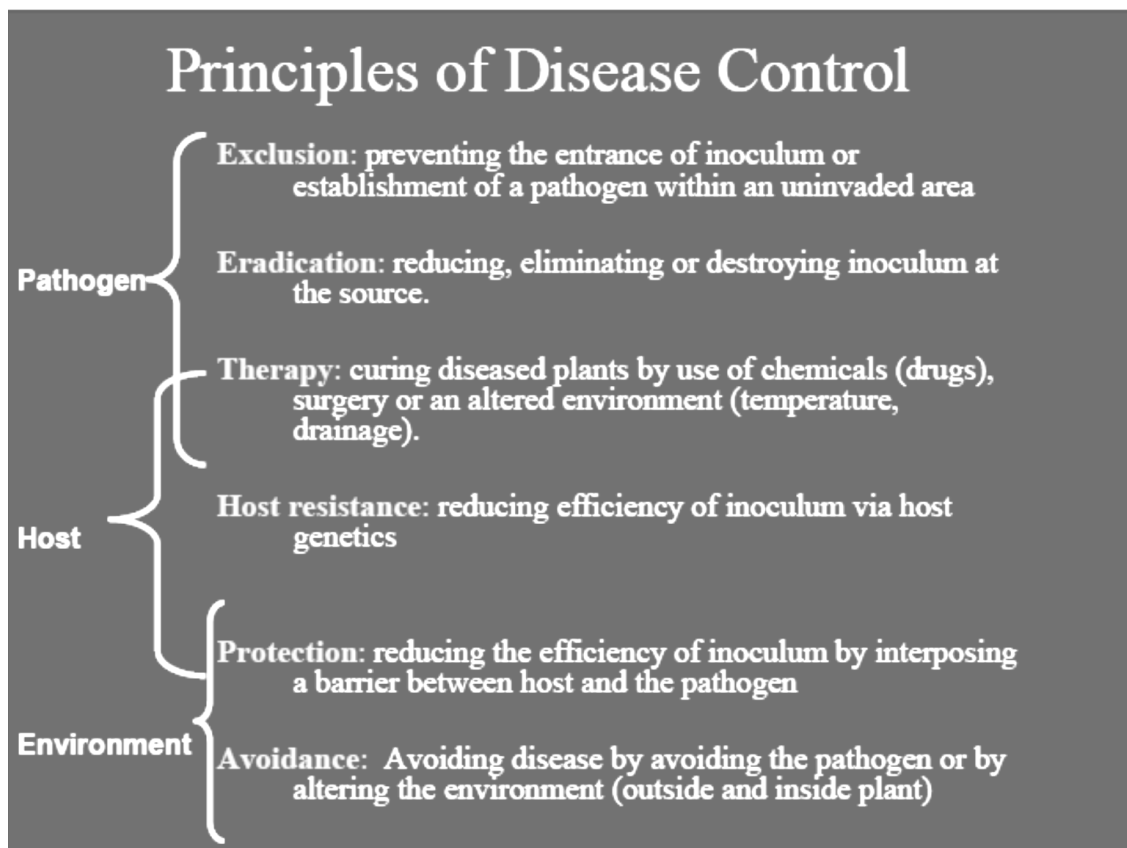 Principles of Disease Control
Exclusion: preventing the entrance of inoculum or
establishment of a pathogen within an uninvaded area
Pathogen
Eradication: reducing, eliminating or destroying inoculum at
the source.
Therapy: curing diseased plants by use of chemicals (drugs),
surgery or an altered environment (temperature,
drainage).
Host
Host resistance: reducing efficiency of inoculum via host
genetics
Protection: reducing the efficiency of inoculum by interposing
a barrier between host and the pathogen
Environment
Avoidance: Avoiding disease by avoiding the pathogen or by
altering the environment (outside and inside plant)